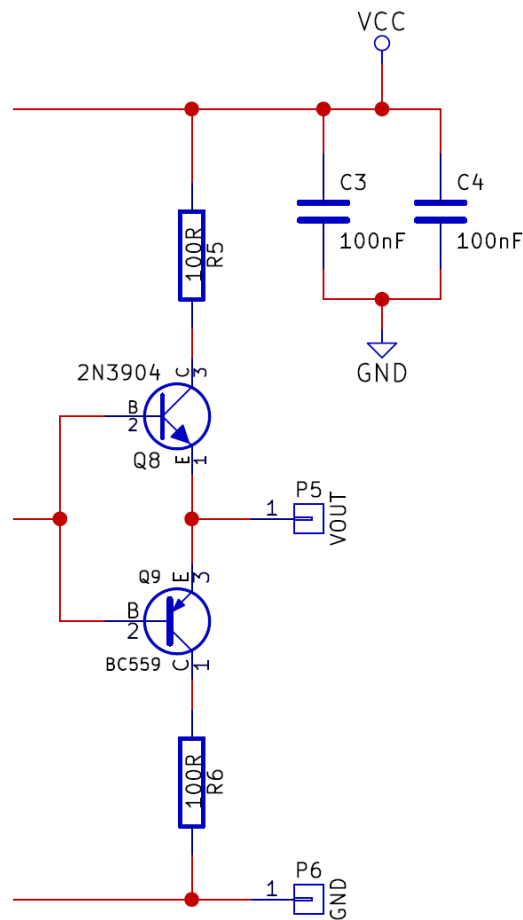 VCC
C3
100nF
C4
100nF
GND
100R
R5
2N3904
C
3
B
2
Q8
E
1
P5
1
VOUT
Q9
E
3
B
2
BC559
C
1
100R
R6
P6
1
GND